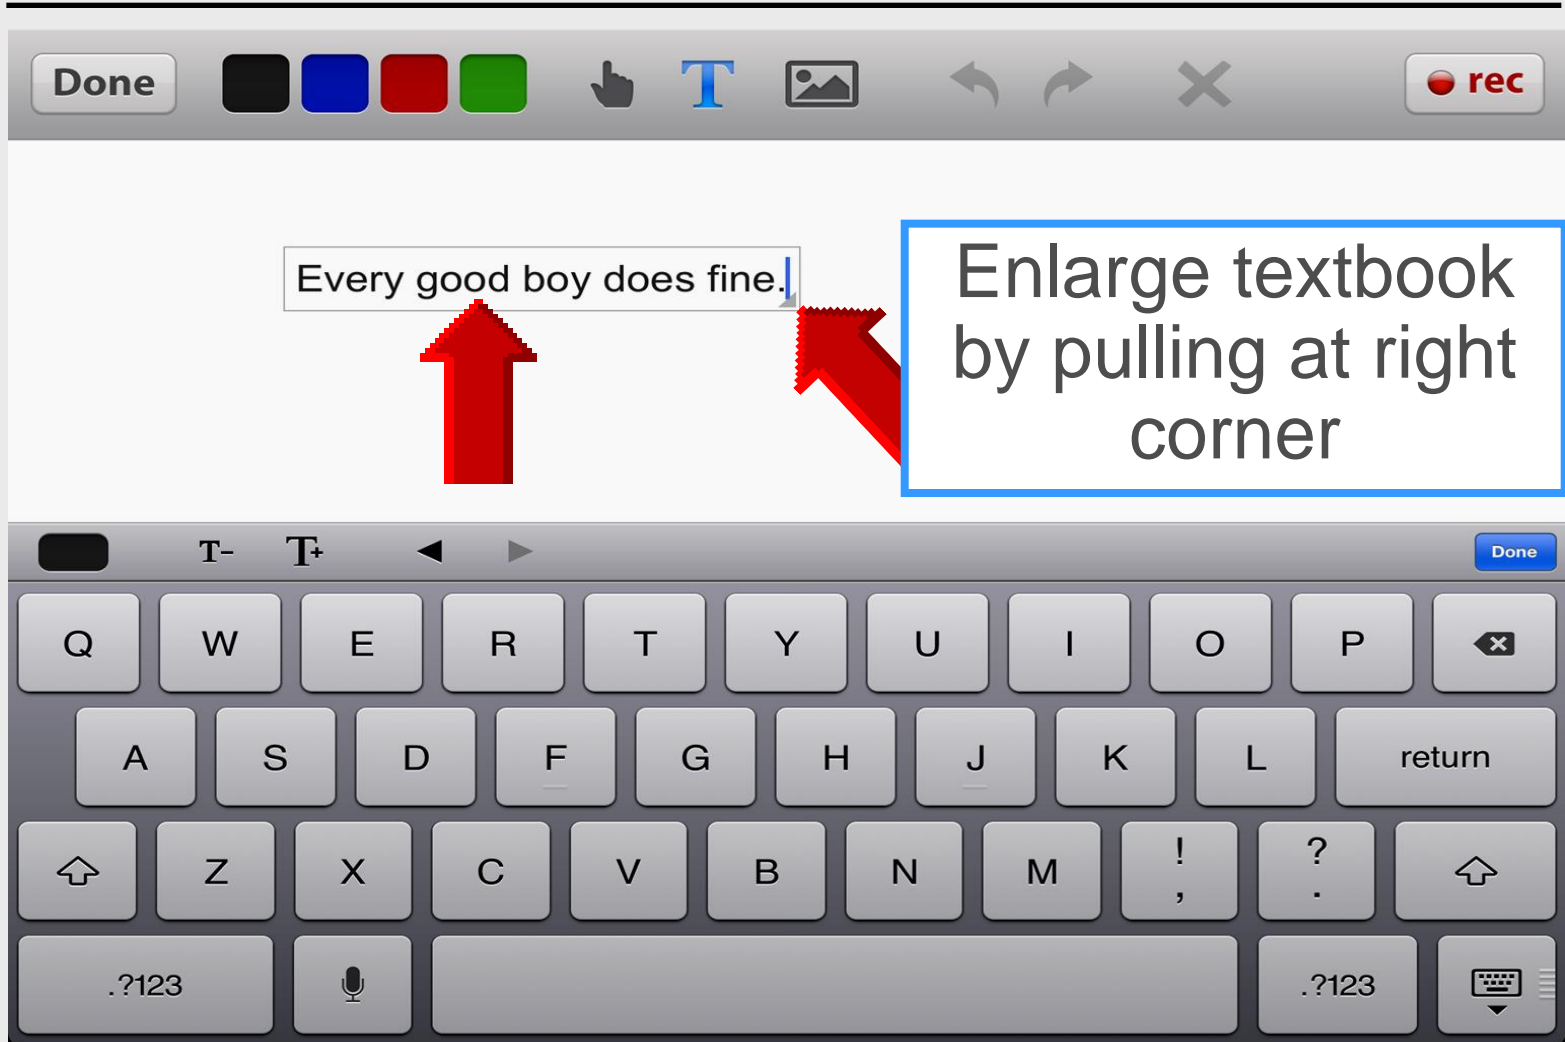 Done T rec
Every good boy does fine.
Enlarge textbook
by pulling at right
corner
T- T+ Done
Q W E R T Y U I O P
A S D F G H J K L return
Z X C V B N M ! , ? .
.?123 .?123